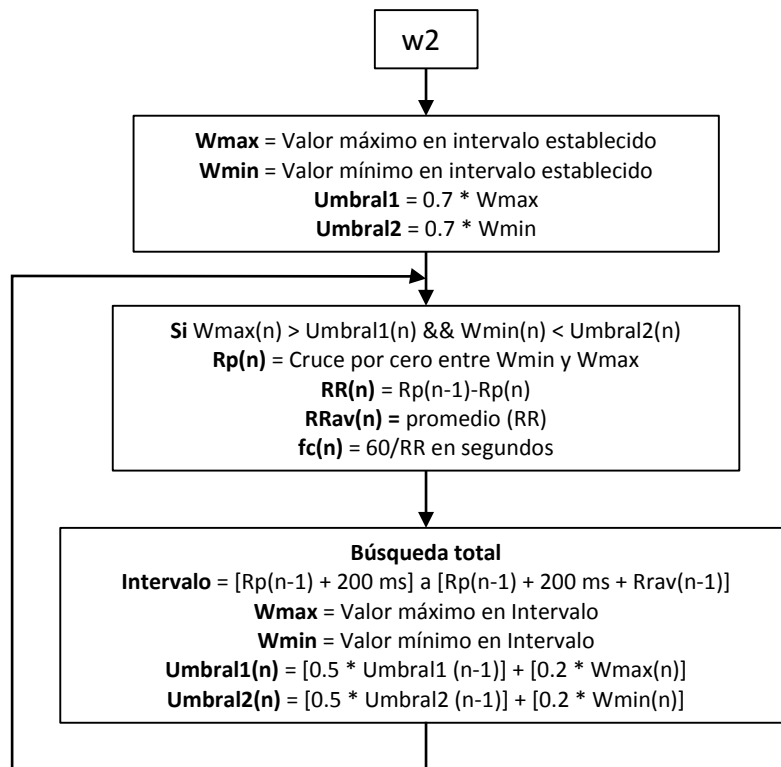 w2
Wmax = Valor máximo en intervalo establecido
Wmin = Valor mínimo en intervalo establecido
Umbral1 = 0.7 * Wmax
Umbral2 = 0.7 * Wmin
Si Wmax(n) > Umbral1(n) && Wmin(n) < Umbral2(n)
Rp(n) = Cruce por cero entre Wmin y Wmax
RR(n) = Rp(n-1)-Rp(n)
RRav(n) = promedio (RR)
fc(n) = 60/RR en segundos
Búsqueda total
Intervalo = [Rp(n-1) + 200 ms] a [Rp(n-1) + 200 ms + Rrav(n-1)]
Wmax = Valor máximo en Intervalo
Wmin = Valor mínimo en Intervalo
Umbral1(n) = [0.5 * Umbral1 (n-1)] + [0.2 * Wmax(n)]
Umbral2(n) = [0.5 * Umbral2 (n-1)] + [0.2 * Wmin(n)]